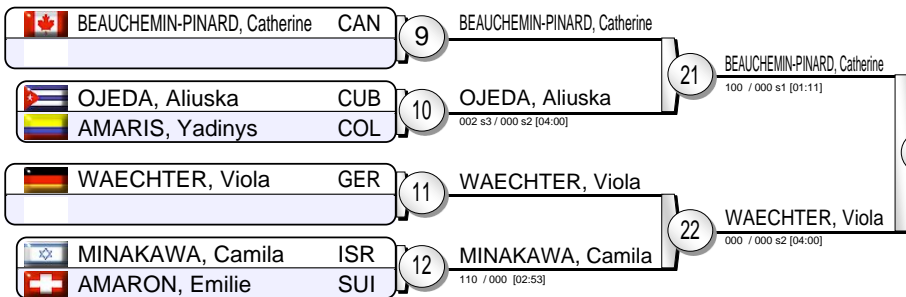 BEAUCHEMIN-PINARD, Catherine CAN
9
BEAUCHEMIN-PINARD, Catherine
OJEDA, Aliuska CUB
AMARIS, Yadinys COL
10
OJEDA, Aliuska
002 s3 / 000 s2 [04:00]
21
BEAUCHEMIN-PINARD, Catherine
100 / 000 s1 [01:11]
WAECHTER, Viola GER
11
WAECHTER, Viola
MINAKAWA, Camila ISR
AMARON, Emilie SUI
12
MINAKAWA, Camila
110 / 000 [02:53]
22
WAECHTER, Viola
000 / 000 s2 [04:00]